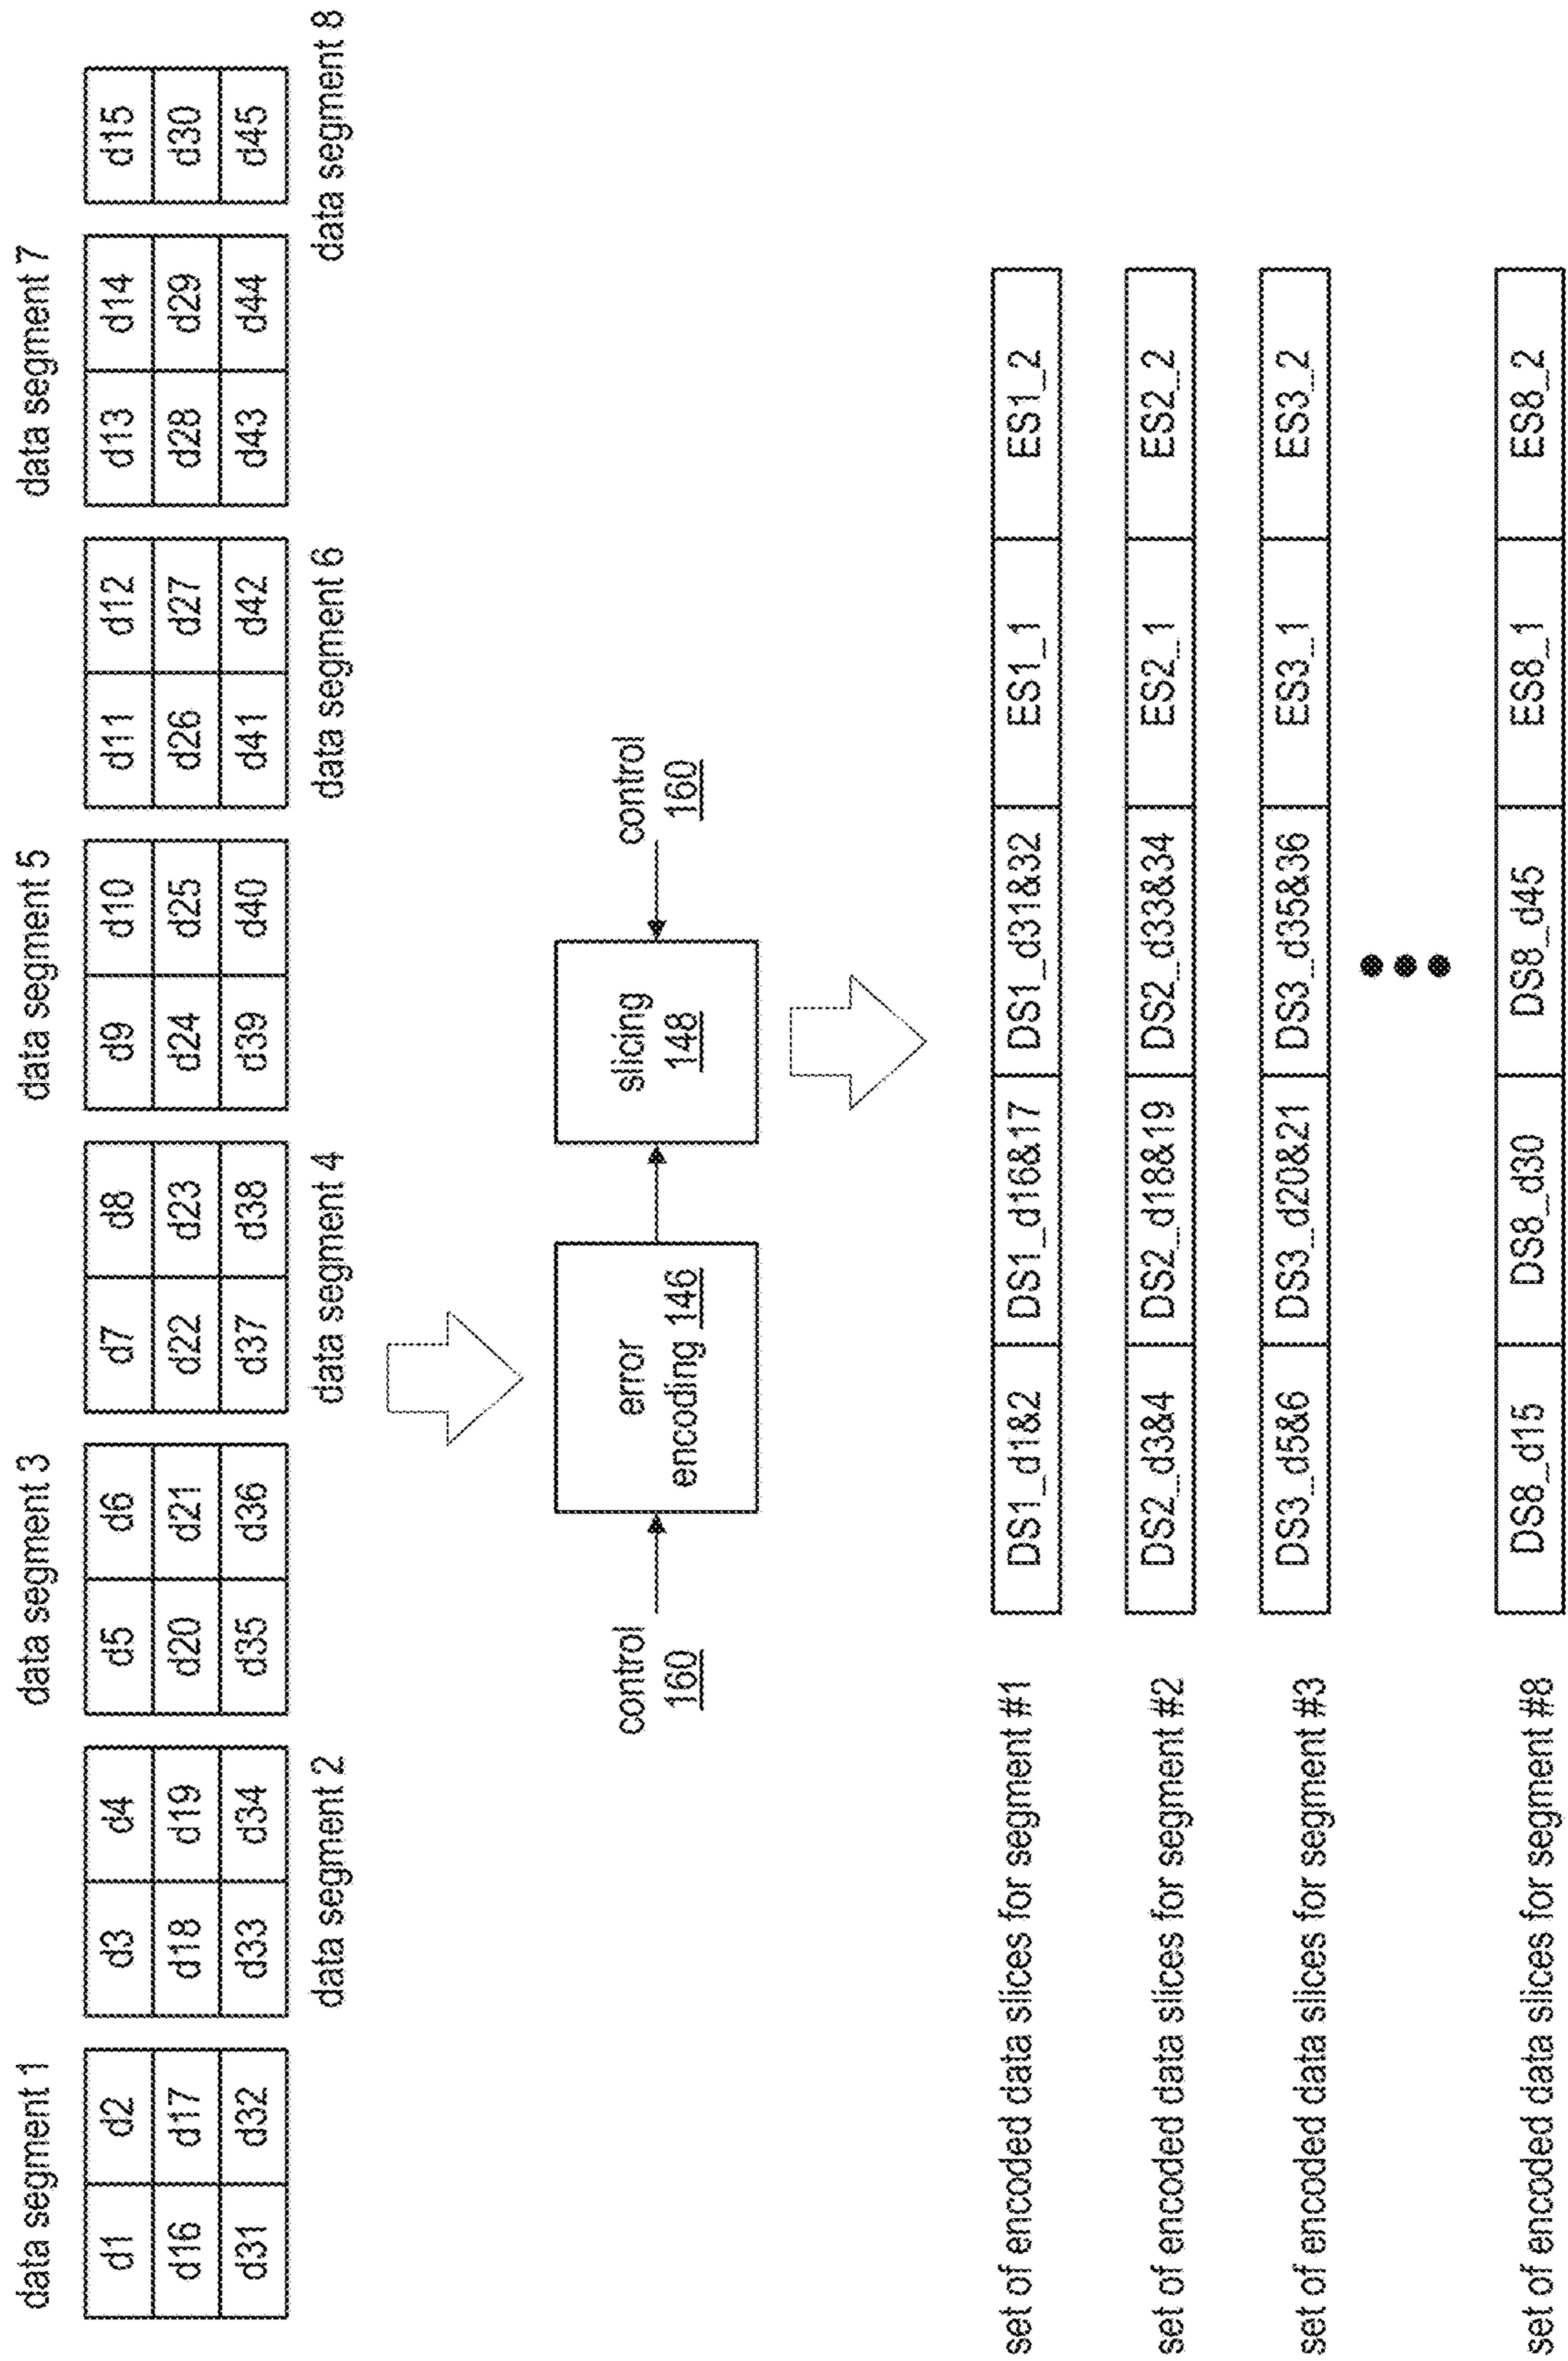 data segment 1
data segment 3
data segment 5
data segment 7
d1 d2 d3 d4 d5 d6 d7 d8 d9 d10 d11 d12 d13 d14 d15
d16 d17 d18 d19 d20 d21 d22 d23 d24 d25 d26 d27 d28 d29 d30
d31 d32 d33 d34 d35 d36 d37 d38 d39 d40 d41 d42 d43 d44 d45
data segment 2
data segment 4
data segment 6
data segment 8
control
160
error
encoding 146
slicing
148
control
160
set of encoded data slices for segment #1 DS1_d1&2 DS1_d16&17 DS1_d31&32 ES1_1 ES1_2
set of encoded data slices for segment #2 DS2_d3&4 DS2_d18&19 DS2_d33&34 ES2_1 ES2_2
set of encoded data slices for segment #3 DS3_d5&6 DS3_d20&21 DS3_d35&36 ES3_1 ES3_2
set of encoded data slices for segment #8 DS8_d15 DS8_d30 DS8_d45 ES8_1 ES8_2